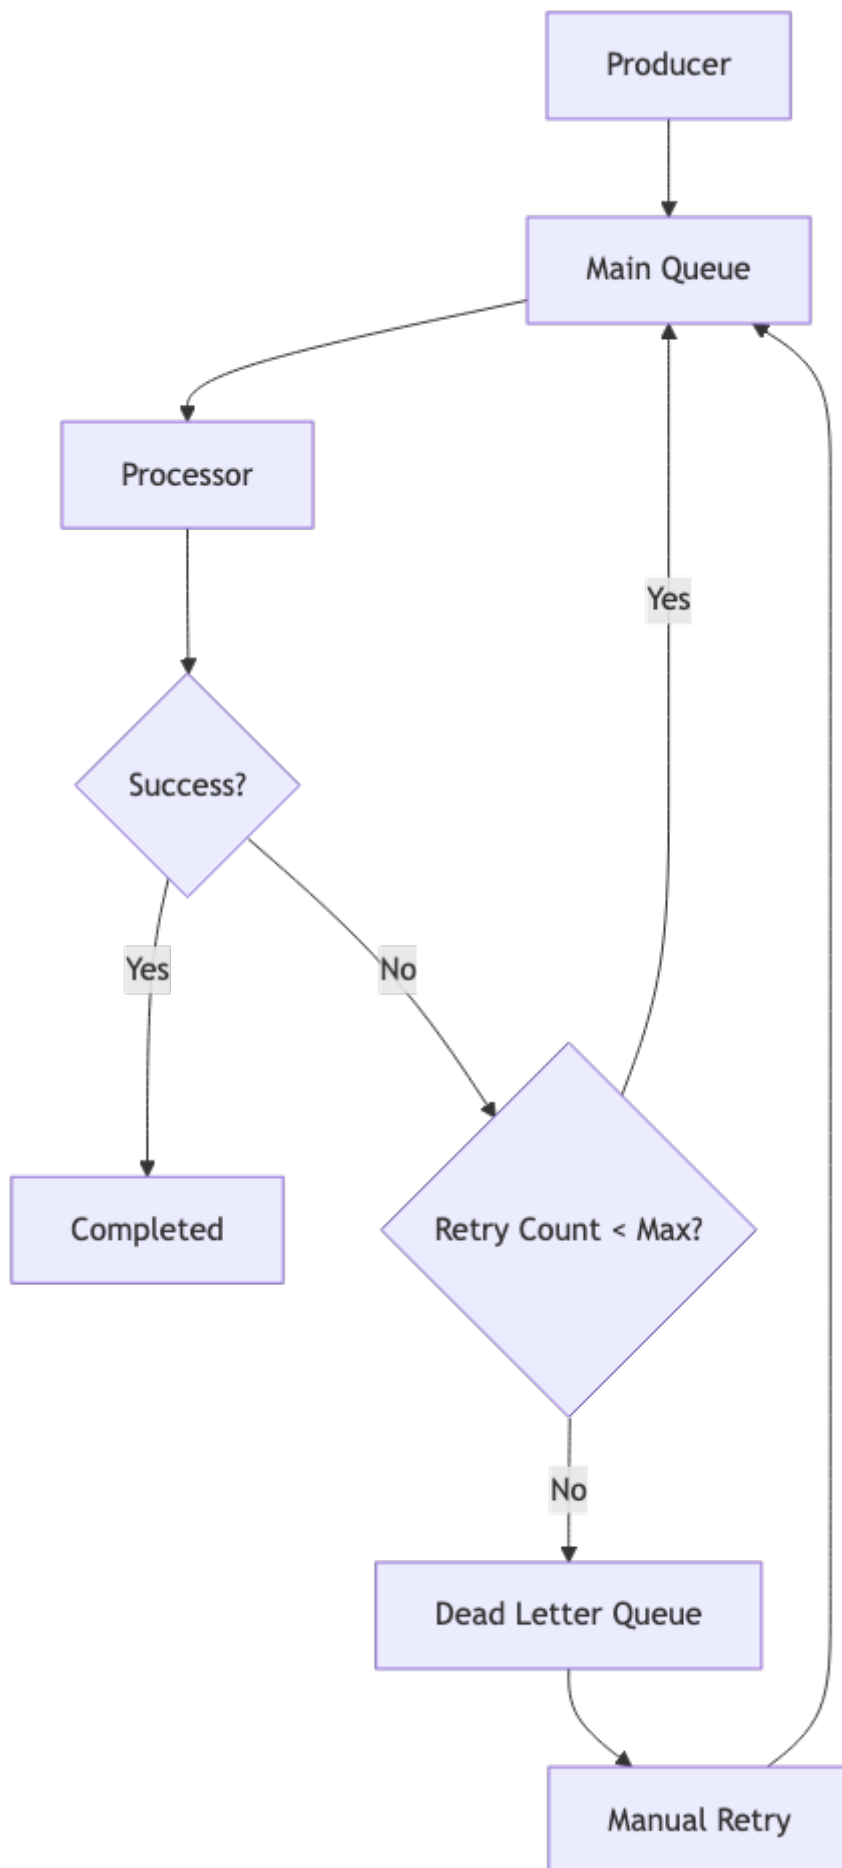 Producer
Main Queue
Processor
Yes
Success?
Yes
No
Retry Count < Max?
Completed
No
Dead Letter Queue
Manual Retry